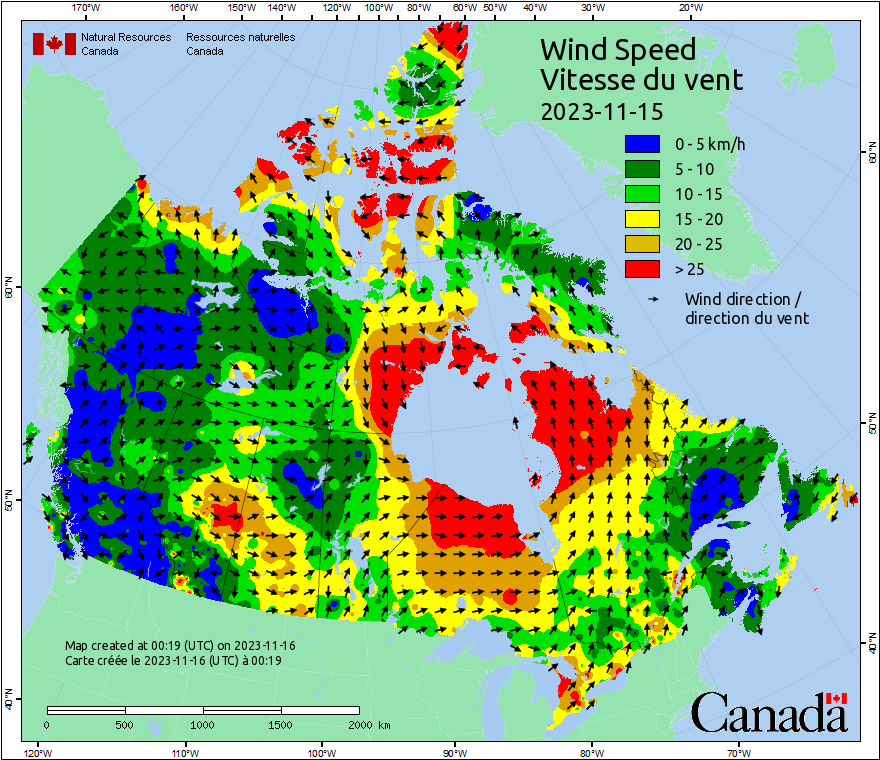 170°W 160°W 150°W 140°W 130°W 120°W 110°W 100°W 90°W 80°W 70°W 60°W 50°W 40°W 30°W 20°W
Natural Resources Canada
Ressources naturelles Canada
Wind Speed
Vitesse du vent
2023-11-15
0 - 5 km/h
5 - 10
10 - 15
15 - 20
20 - 25
> 25
Wind direction /
direction du vent
60°N
50°N
40°N
60°N
50°N
40°N
Map created at 00:19 (UTC) on 2023-11-16
Carte créée le 2023-11-16 (UTC) à 00:19
0 500 1000 1500 2000 km
Canada
120°W 110°W 100°W 90°W 80°W 70°W